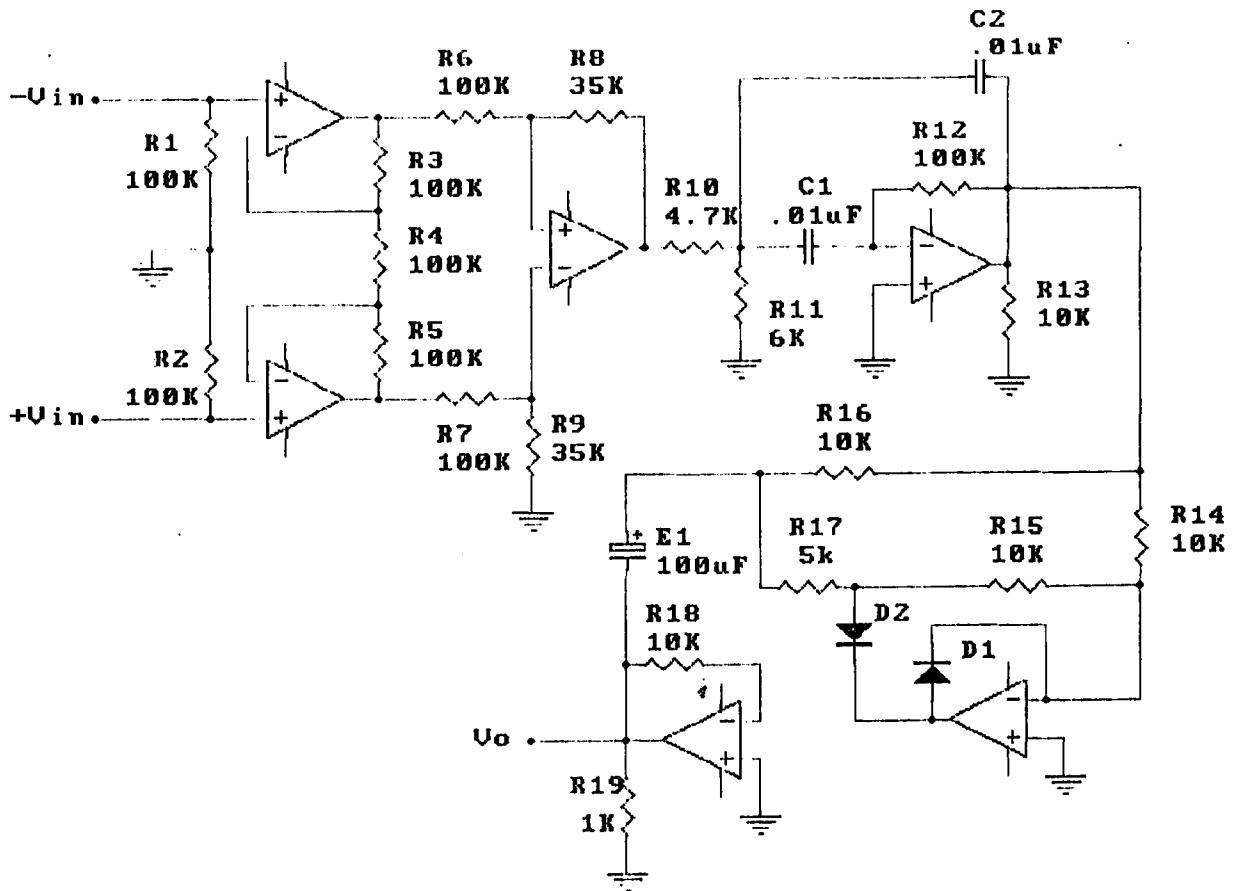 C2
.01uF
R6
100K
R8
35K
-Vin
+
-
R12
100K
R1
100K
R3
100K
R10
4.7K
C1
.01uF
R4
100K
+
-
-
+
R11
6K
R13
10K
R5
100K
R2
100K
-
+
+Vin
R7
100K
R9
35K
R16
10K
R14
10K
+
E1
100uF
R17
5k
R15
10K
R18
10K
D2
D1
-
+
-
+
Vo
R19
1K